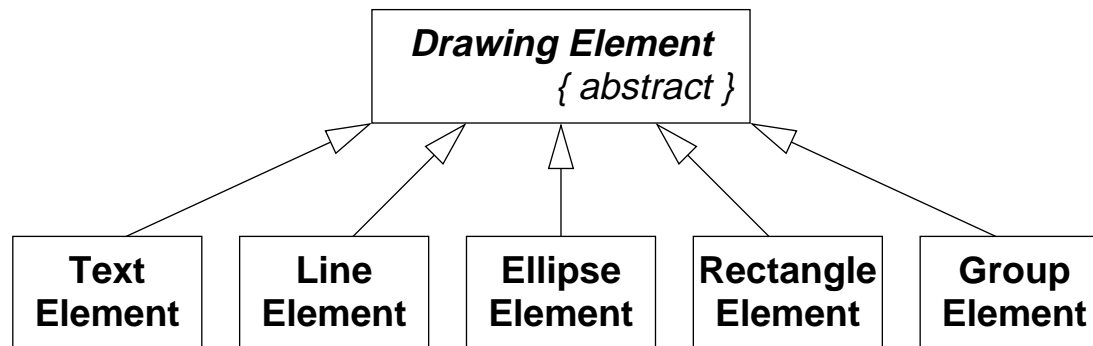 Drawing Element
{ abstract }
Text
Element
Line
Element
Ellipse
Element
Rectangle
Element
Group
Element